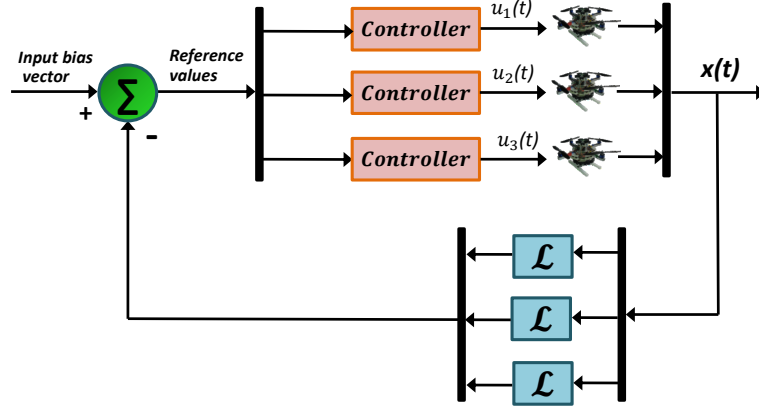 Input bias
vector
+
Σ
-
Reference
values
Controller
u₁(t)
Controller
u₂(t)
Controller
u₃(t)
x(t)
ℒ
ℒ
ℒ